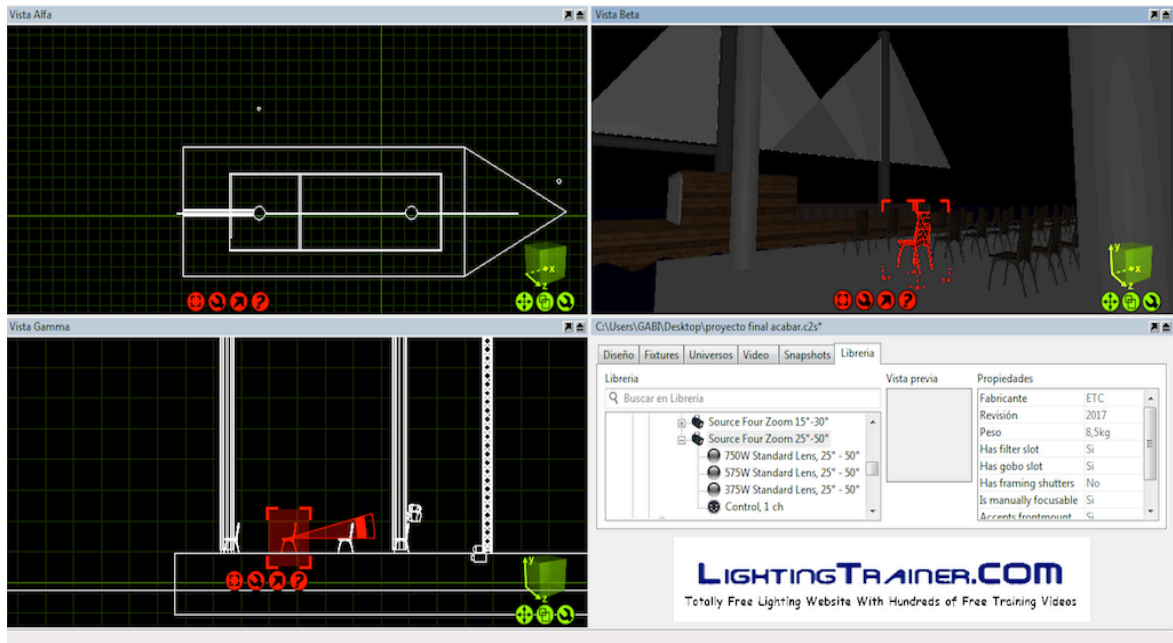 Vista Alfa
Vista Beta
Vista Gamma
C:\Users\GABI\Desktop\proyecto final acabar.c2s*
Diseño Fixtures Universos Video Snapshots Libreria
Libreria
Buscar en Librería
Source Four Zoom 15°-30°
Source Four Zoom 25°-50°
750W Standard Lens, 25° - 50°
575W Standard Lens, 25° - 50°
375W Standard Lens, 25° - 50°
Control, 1 ch
Vista previa
Propiedades
Fabricante ETC
Revisión 2017
Peso 8,5kg
Has filter slot Si
Has gobo slot Si
Has framing shutters No
Is manually focusable Si
Accepts frontmount Si
LIGHTINGTRAINER.COM
Totally Free Lighting Website With Hundreds of Free Training Videos
y
x
z
y
x
z
y
x
z